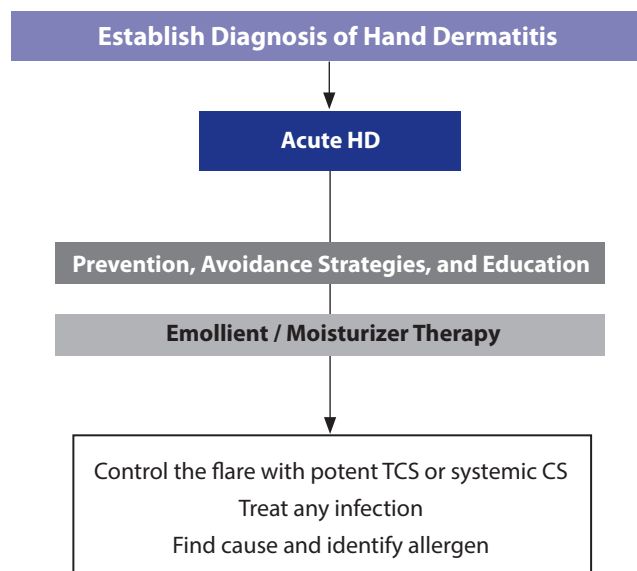 Establish Diagnosis of Hand Dermatitis
Acute HD
Prevention, Avoidance Strategies, and Education
Emollient / Moisturizer Therapy
Control the flare with potent TCS or systemic CS
Treat any infection
Find cause and identify allergen